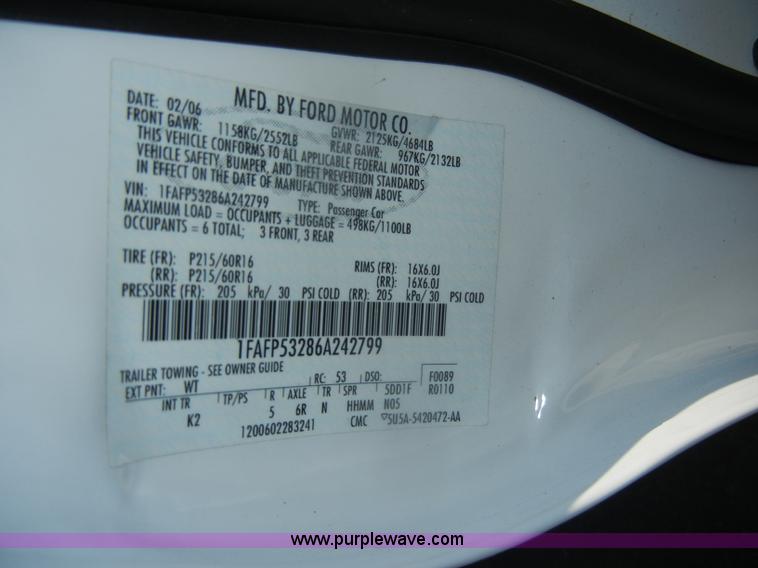 DATE: 02/06 MFD. BY FORD MOTOR CO.
FRONT GAWR: 1158KG/2552LB GVWR: 2125KG/4684LB
REAR GAWR: 967KG/2132LB
THIS VEHICLE CONFORMS TO ALL APPLICABLE FEDERAL MOTOR
VEHICLE SAFETY, BUMPER, AND THEFT PREVENTION STANDARDS
IN EFFECT ON THE DATE OF MANUFACTURE SHOWN ABOVE.
VIN: 1FAFP53286A242799 TYPE: Passenger Car
MAXIMUM LOAD = OCCUPANTS + LUGGAGE = 498KG/1100LB
OCCUPANTS = 6 TOTAL; 3 FRONT, 3 REAR
TIRE (FR): P215/60R16 RIMS (FR): 16X6.0J
(RR): P215/60R16 (RR): 16X6.0J
PRESSURE (FR): 205 kPa/ 30 PSI COLD (RR): 205 kPa/ 30 PSI COLD
1FAFP53286A242799
TRAILER TOWING - SEE OWNER GUIDE
EXT PNT: WT RC: 53 DSO: F0089
INT TR TP/PS R AXLE TR SPR 5DD1F R0110
K2 5 6R N HHMM N05
1200602283241 CMC ▽5U5A-5420472-AA
www.purplewave.com